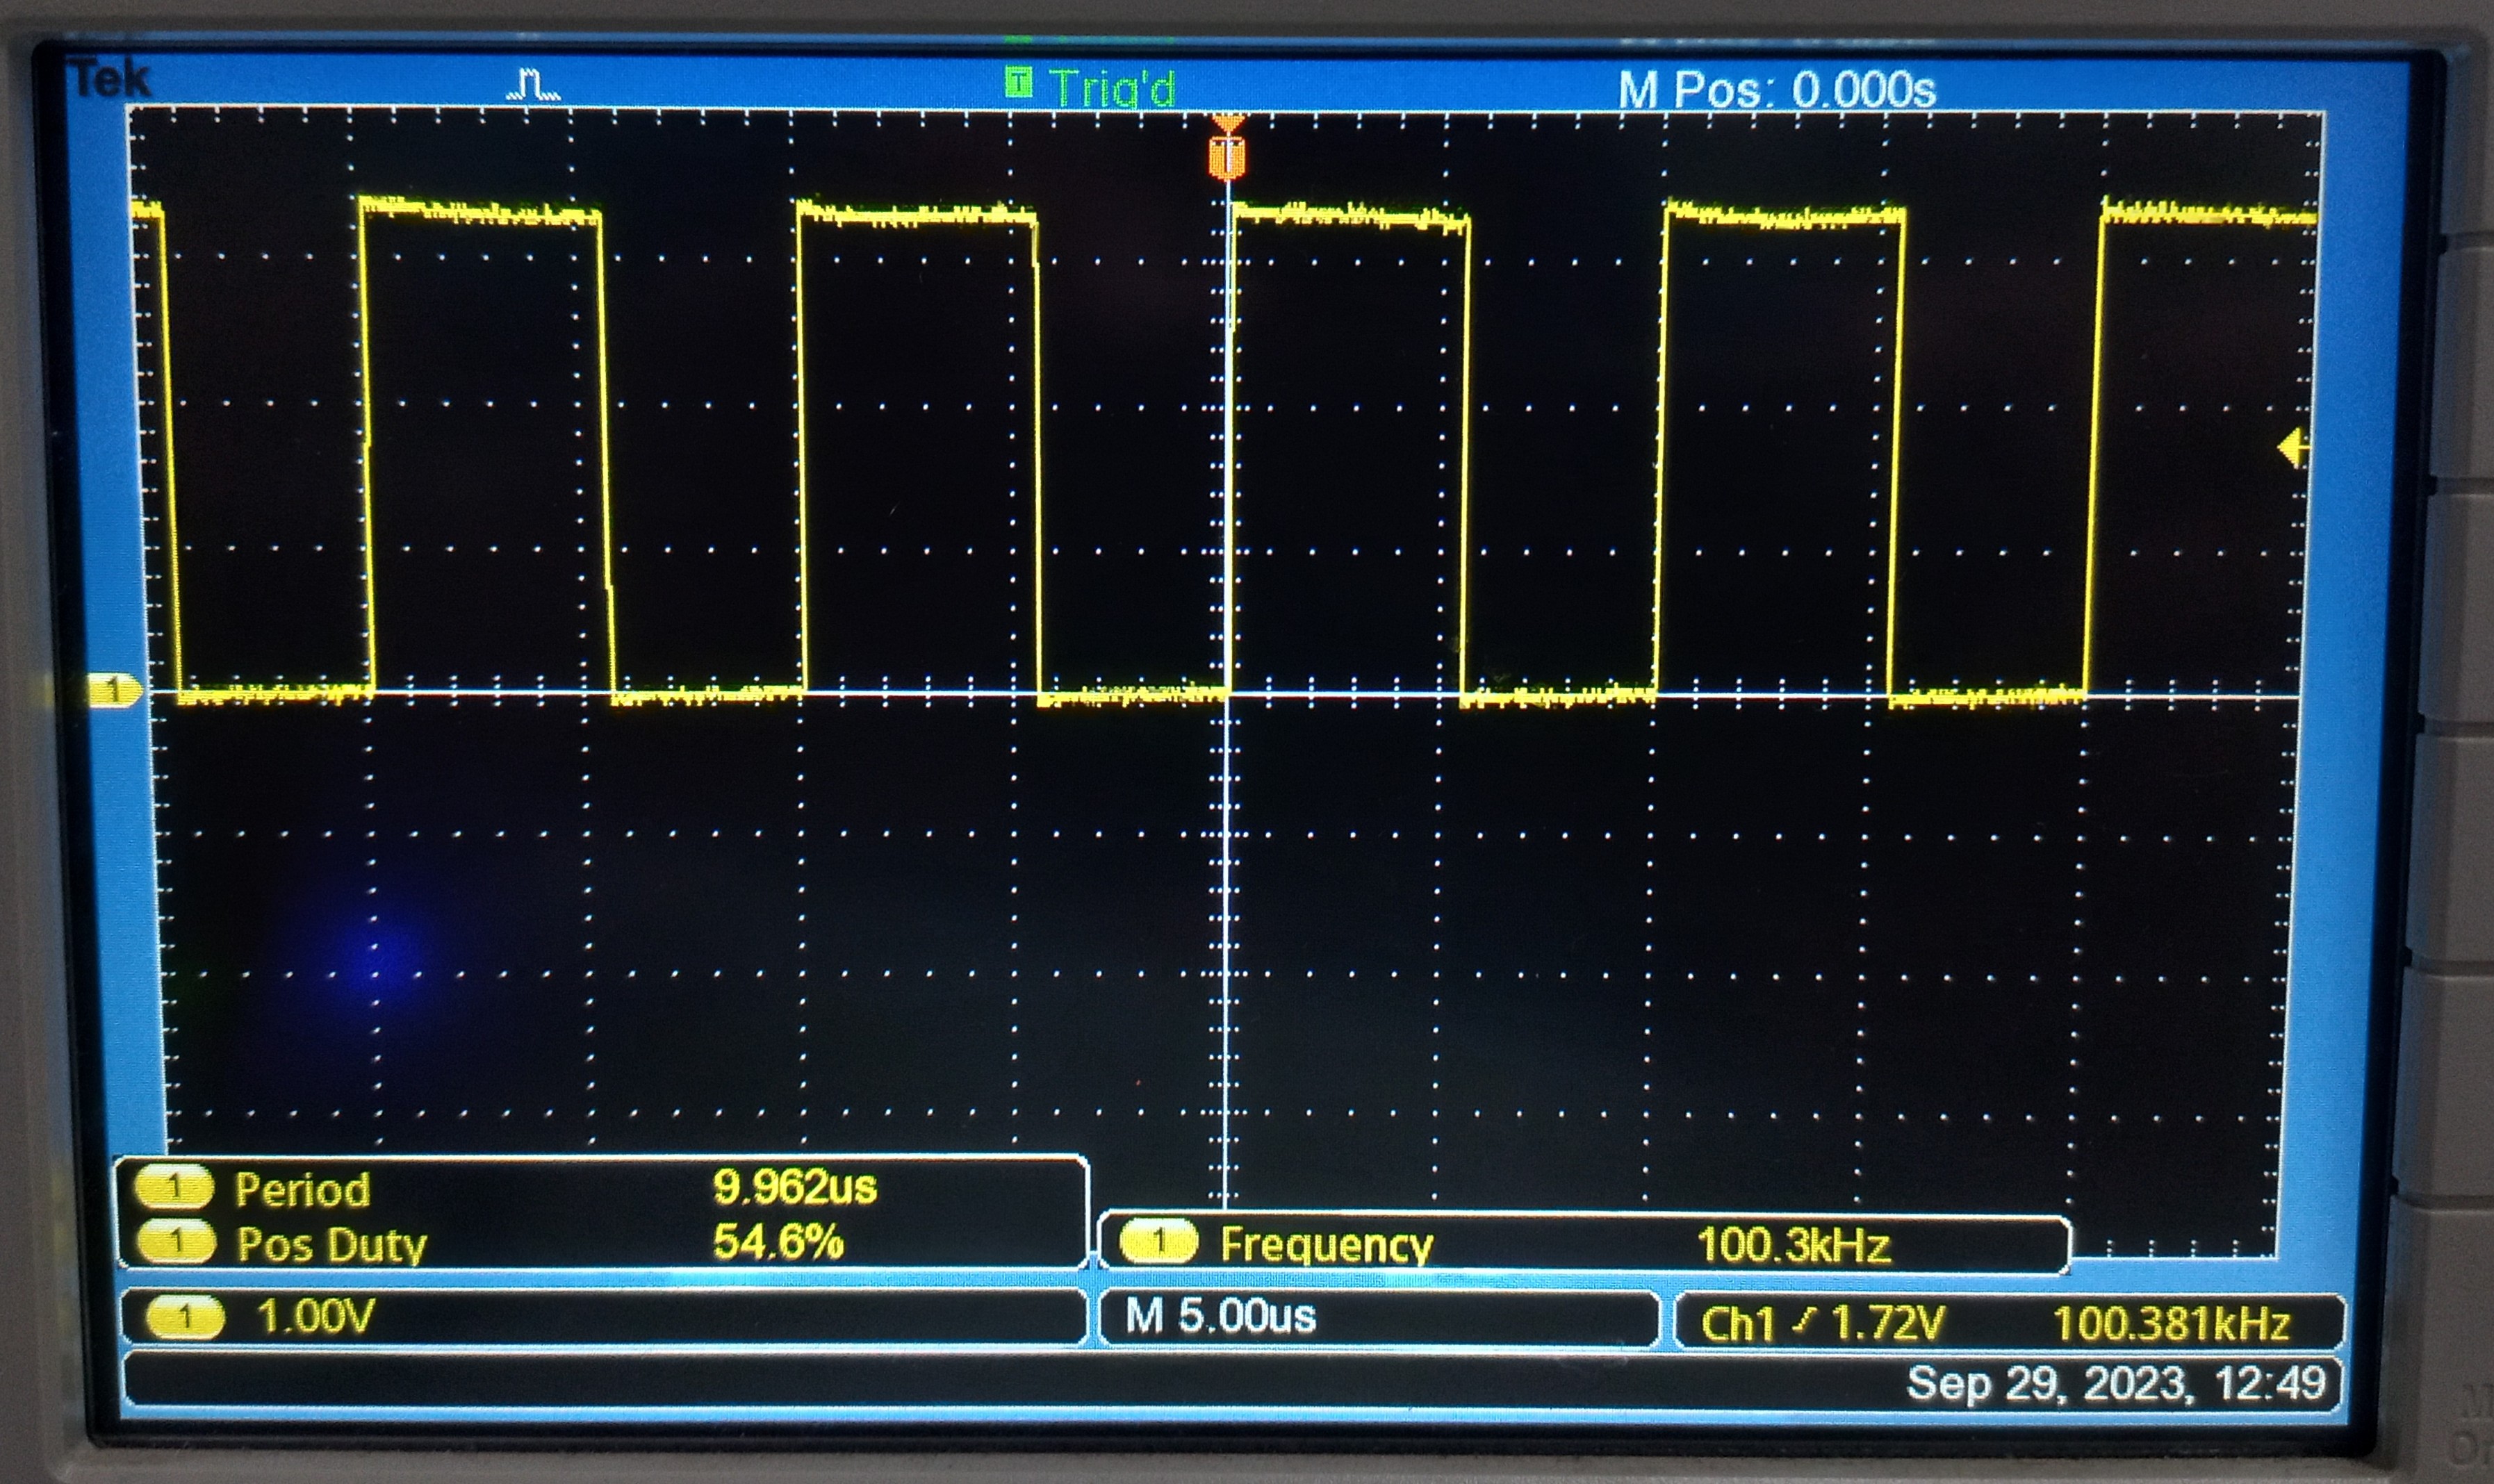 Tek T Trig'd M Pos: 0.000s
T
1
1 Period 9.962us
1 Pos Duty 54.6%
1 Frequency 100.3kHz
1 1.00V M 5.00us Ch1 1.72V 100.381kHz
Sep 29, 2023, 12:49